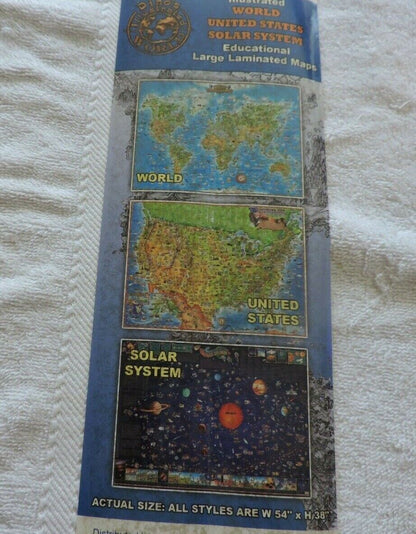 Illustrated
WORLD
UNITED STATES
SOLAR SYSTEM
Educational
Large Laminated Maps
WORLD
UNITED
STATES
SOLAR
SYSTEM
ACTUAL SIZE: ALL STYLES ARE W 54" x H 38"